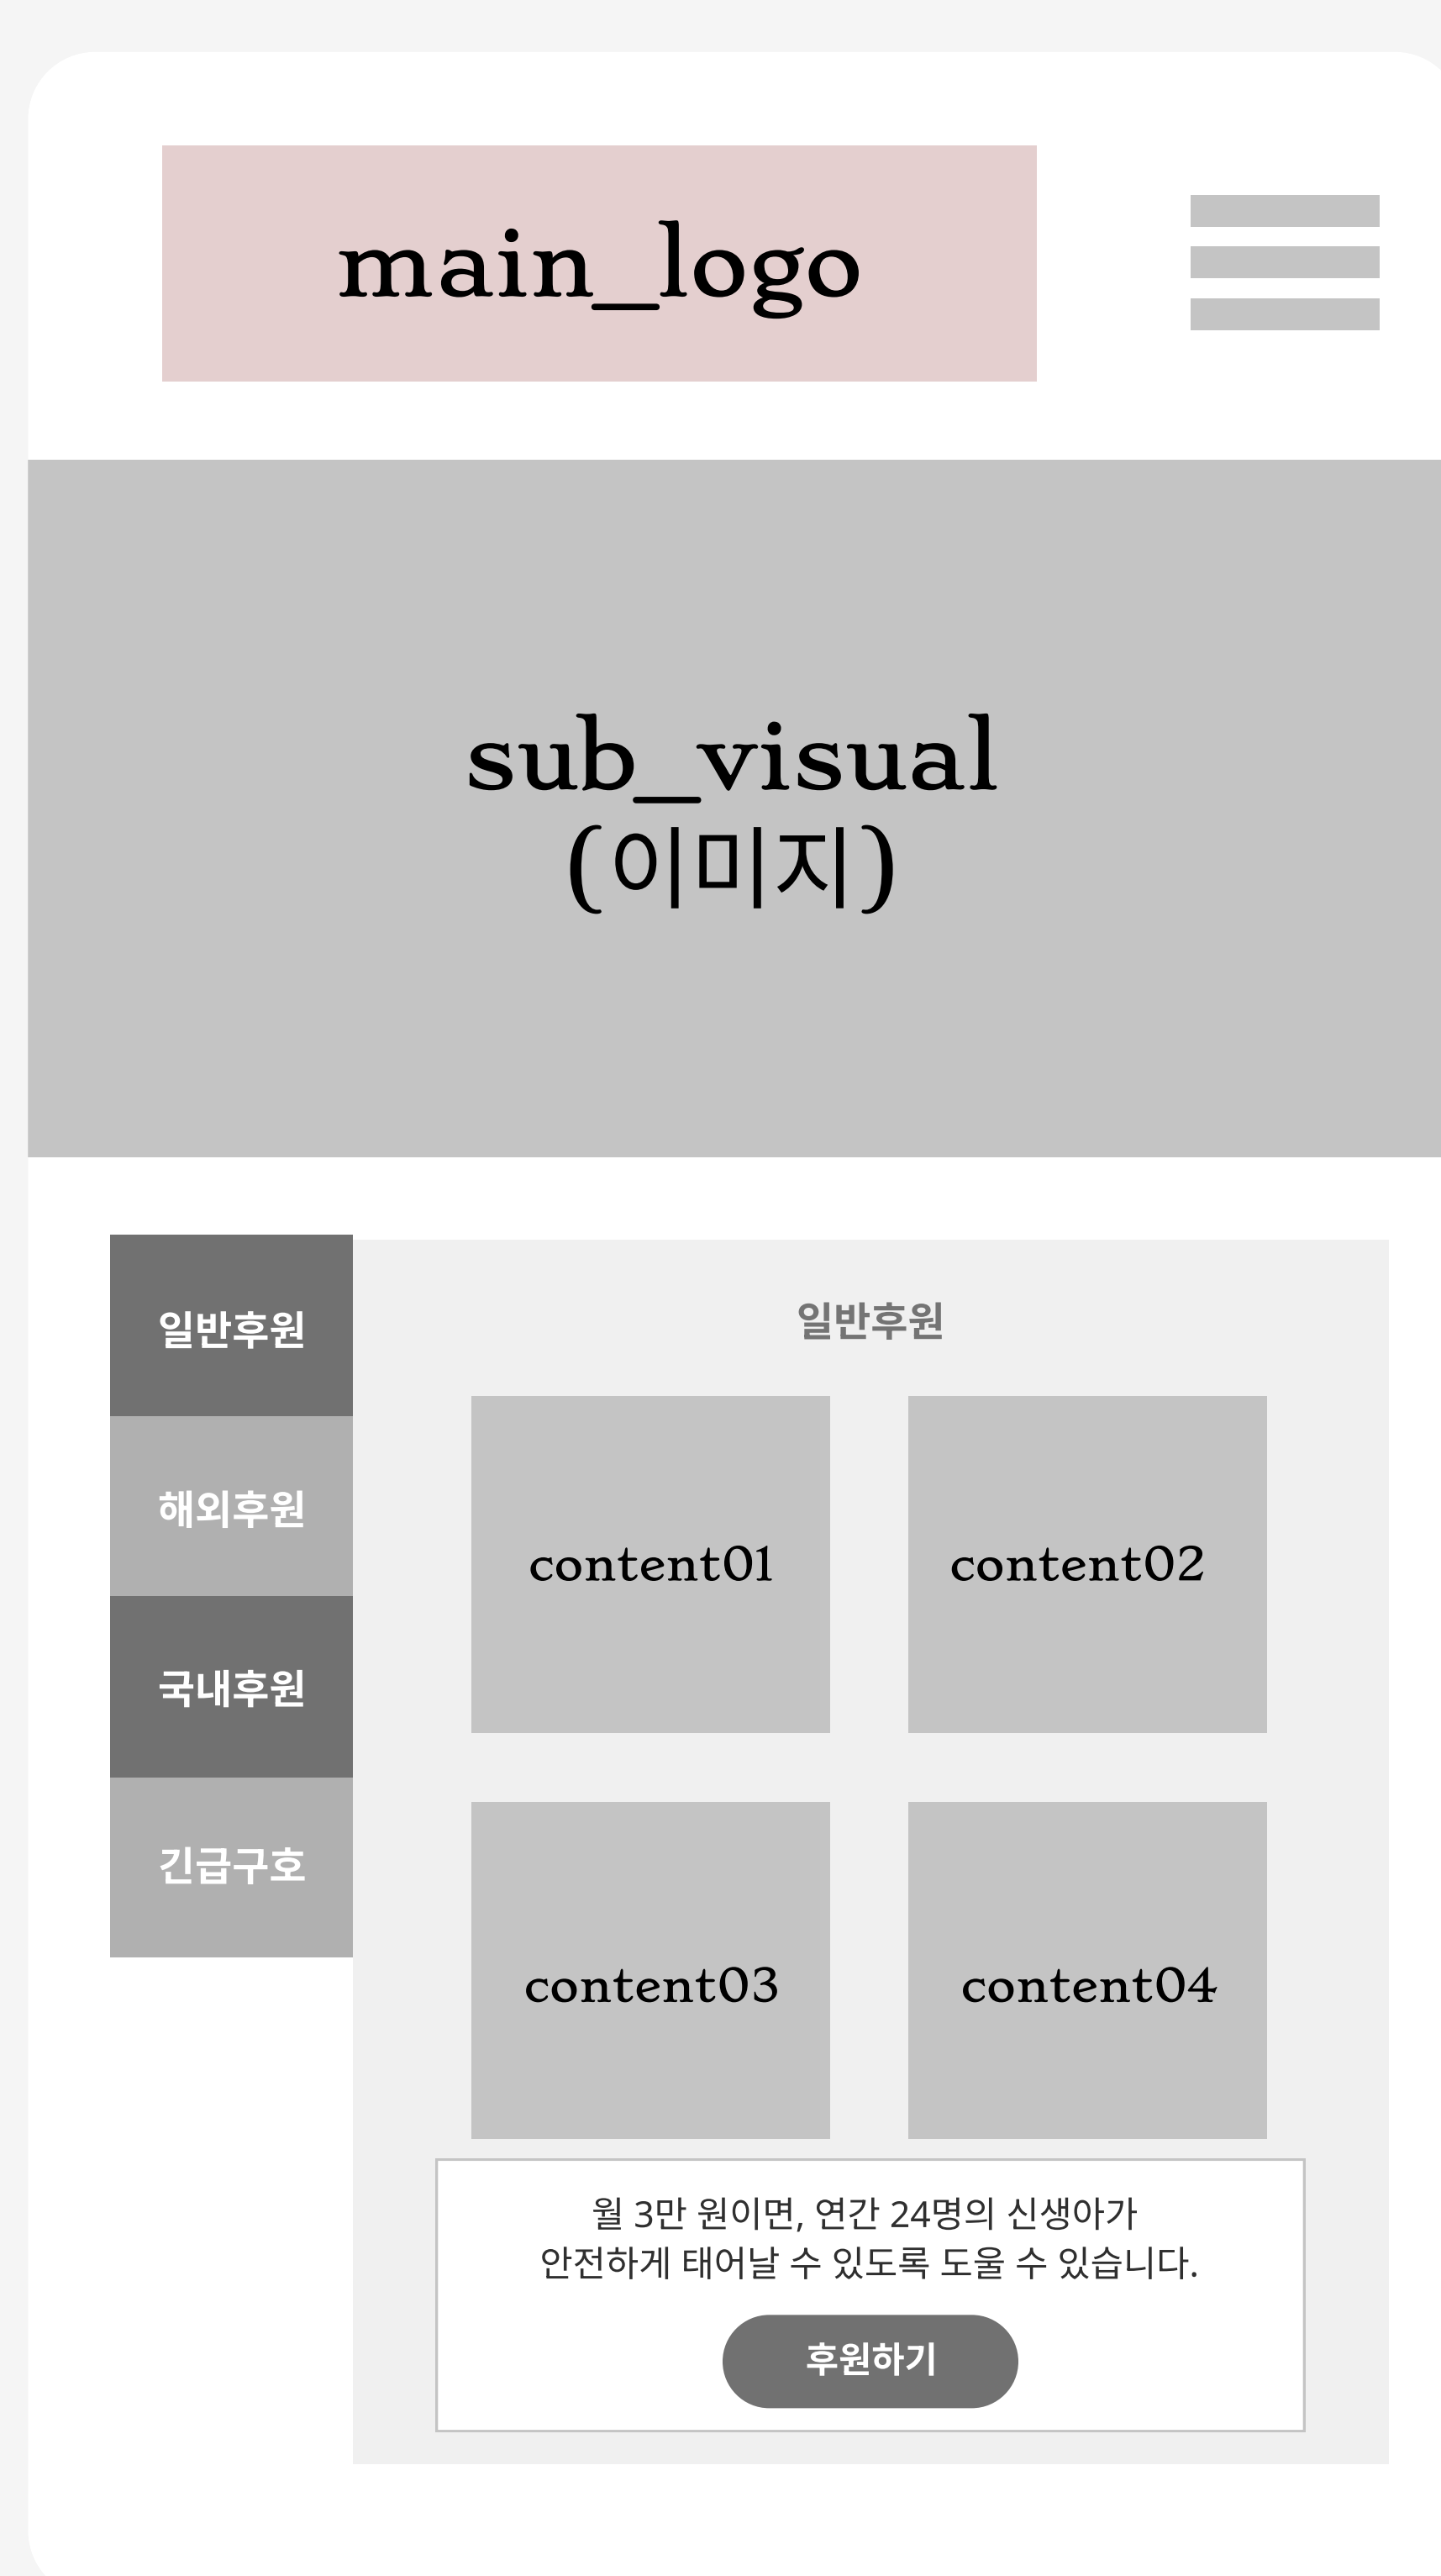 main_logo
sub_visual
(이미지)
일반후원
해외후원
국내후원
긴급구호
일반후원
content01
content02
content03
content04
월 3만 원이면, 연간 24명의 신생아가
안전하게 태어날 수 있도록 도울 수 있습니다.
후원하기